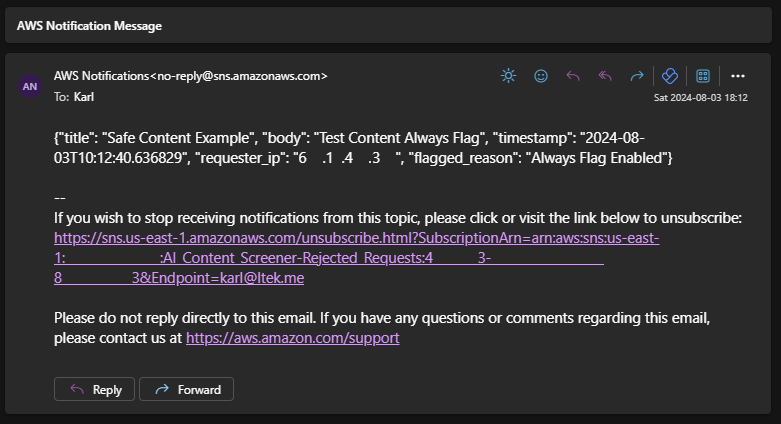 AWS Notification Message
AN
AWS Notifications<no-reply@sns.amazonaws.com>
To: Karl
Sat 2024-08-03 18:12
{"title": "Safe Content Example", "body": "Test Content Always Flag", "timestamp": "2024-08-
03T10:12:40.636829", "requester_ip": "6 .1 .4 .3 ", "flagged_reason": "Always Flag Enabled"}
--
If you wish to stop receiving notifications from this topic, please click or visit the link below to unsubscribe:
https://sns.us-east-1.amazonaws.com/unsubscribe.html?SubscriptionArn=arn:aws:sns:us-east-
1:____________:AI_Content_Screener-Rejected_Requests:4______3-______________
8_________3&Endpoint=karl@ltek.me
Please do not reply directly to this email. If you have any questions or comments regarding this email,
please contact us at https://aws.amazon.com/support
Reply
Forward